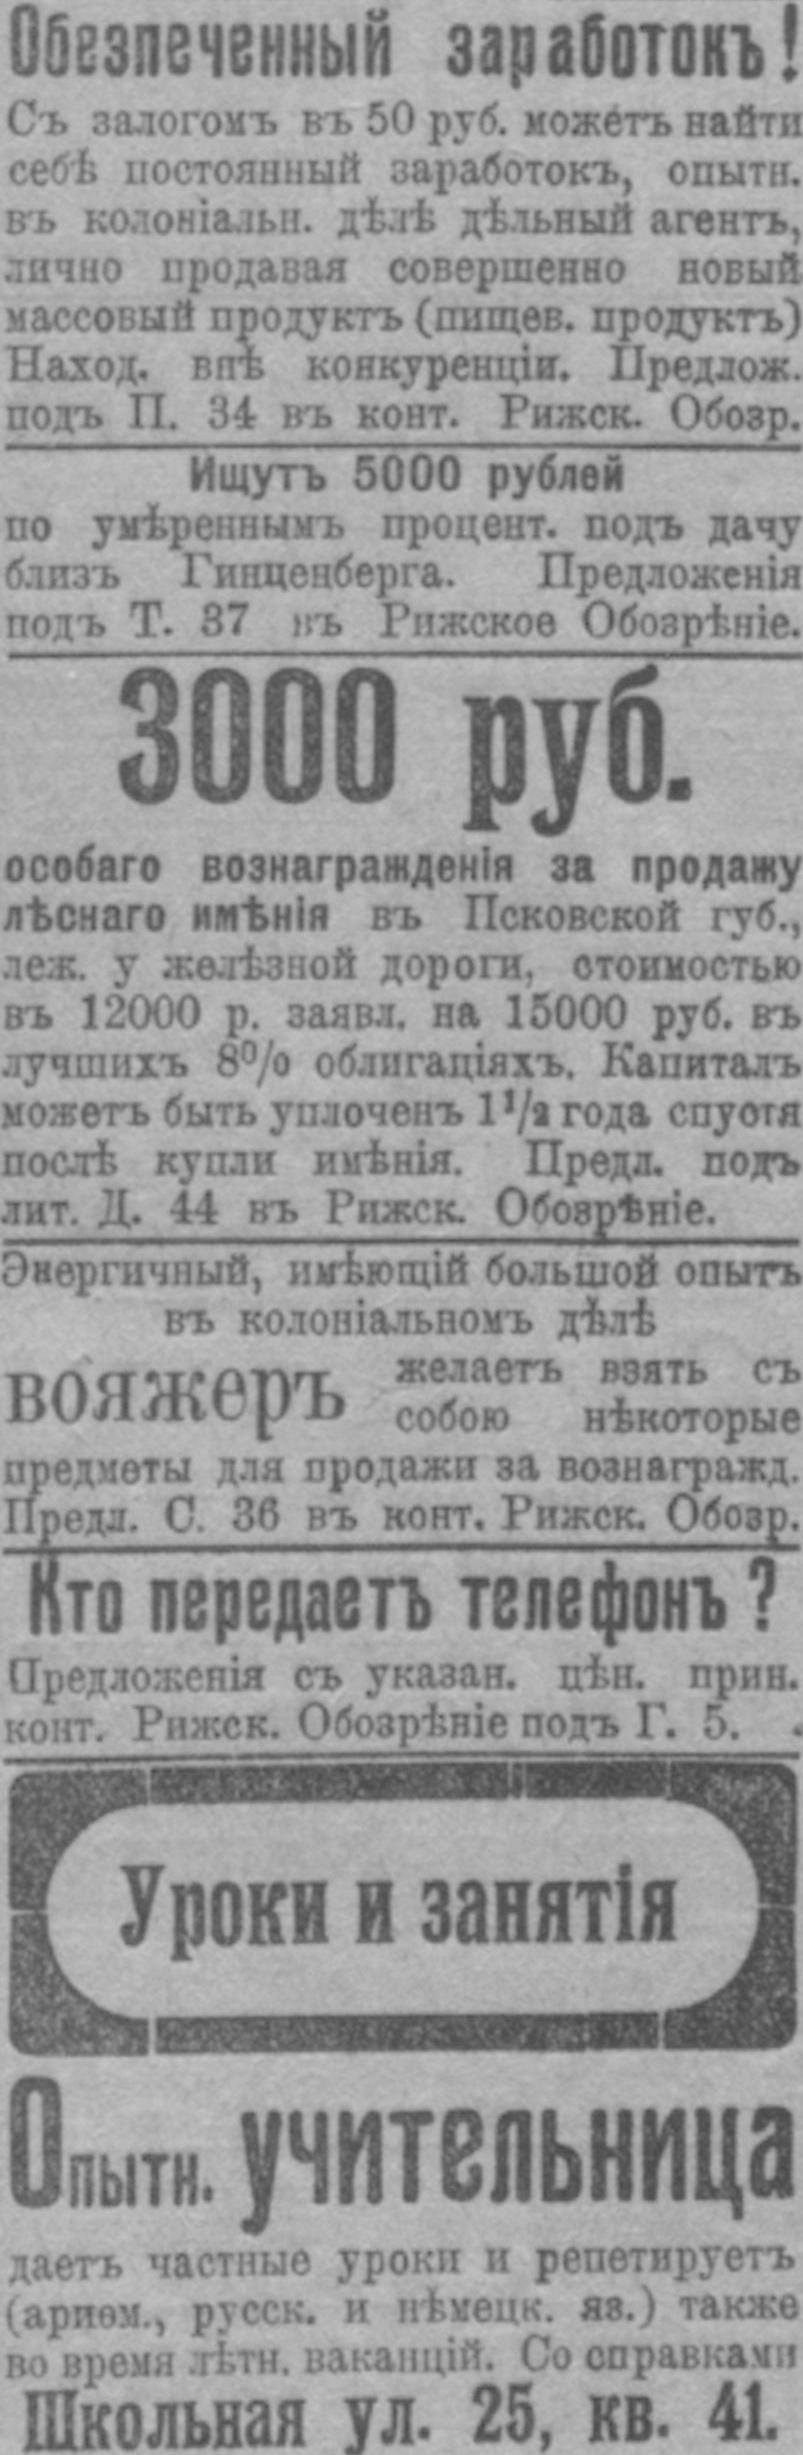 Обезпеченный заработокъ!
Съ залогомъ въ 50 руб. можетъ найти
себѣ постоянный заработокъ, опытн.
въ колоніальн. дѣлѣ дѣльный агентъ,
лично продавая совершенно новый
массовый продуктъ (пищев. продуктъ)
Наход. внѣ конкуренціи. Предлож.
подъ П. 34 въ конт. Рижск. Обозр.
Ищутъ 5000 рублей
по умѣреннымъ процент. подъ дачу
близъ Гинценберга. Предложенія
подъ Т. 37 въ Рижское Обозрѣніе.
3000 руб.
особаго вознагражденія за продажу
лѣснаго имѣнія въ Псковской губ.,
леж. у желѣзной дороги, стоимостью
въ 12000 р. заявл. на 15000 руб. въ
лучшихъ 8% облигаціяхъ. Капиталъ
можетъ быть уплоченъ 1½ года спустя
послѣ купли имѣнія. Предл. подъ
лит. Д. 44 въ Рижск. Обозрѣніе.
Энергичный, имѣющій большой опытъ
въ колоніальномъ дѣлѣ
вояжеръ желаетъ взять съ
собою нѣкоторые
предметы для продажи за вознагражд.
Предл. С. 36 въ конт. Рижск. Обозр.
Кто передаетъ телефонъ?
Предложенія съ указан. цѣн. прин.
конт. Рижск. Обозрѣніе подъ Г. 5.
Уроки и занятія
Опытн. учительница
даетъ частные уроки и репетируетъ
(ариѳм., русск. и нѣмецк. яз.) также
во время лѣтн. ваканцій. Со справками
Школьная ул. 25, кв. 41.